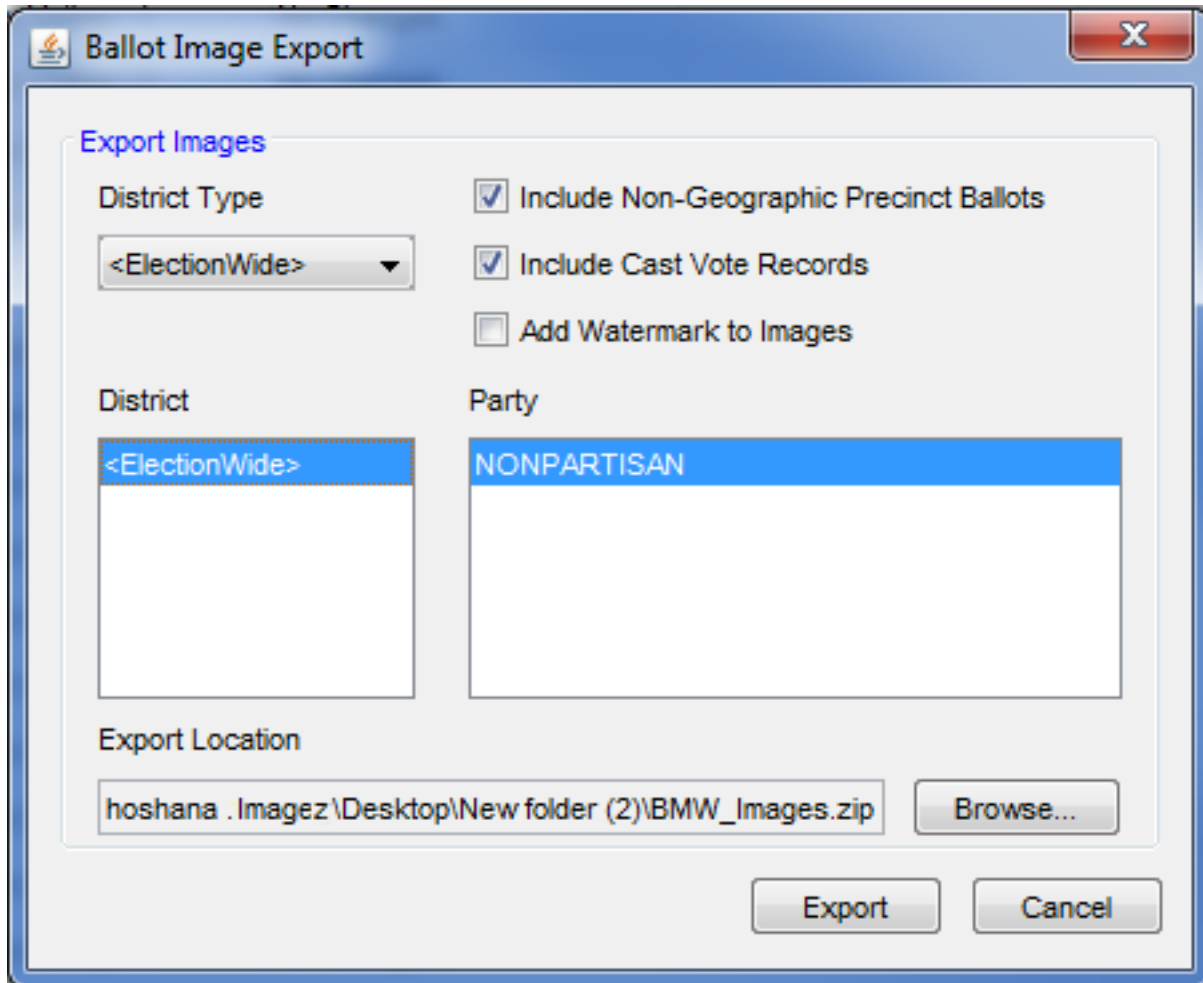 Ballot Image Export
Export Images
District Type
<ElectionWide>
Include Non-Geographic Precinct Ballots
Include Cast Vote Records
Add Watermark to Images
District
<ElectionWide>
Party
NONPARTISAN
Export Location
hoshana .Imagez\Desktop\New folder (2)\BMW_Images.zip
Browse...
Export
Cancel